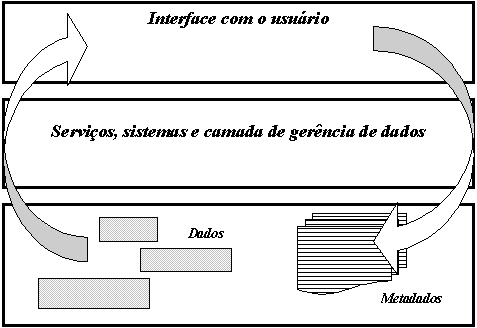 Interface com o usuário
Serviços, sistemas e camada de gerência de dados
Dados
Metadados